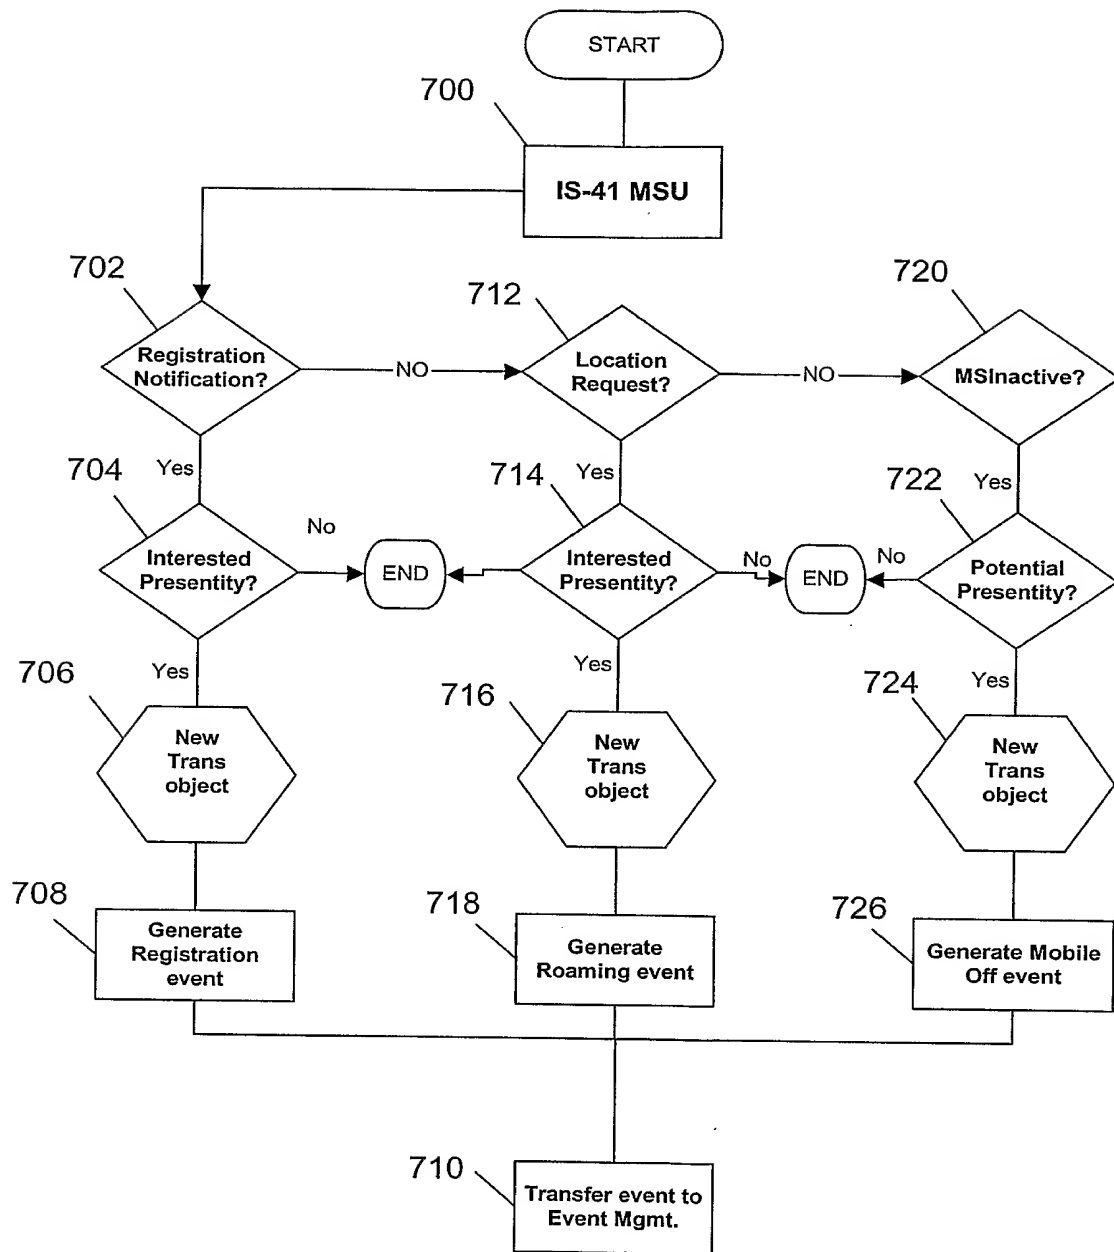 START
700
IS-41 MSU
702
712
720
Registration
Notification?
NO
Location
Request?
NO
MSInactive?
Yes
Yes
Yes
704
714
722
No
Interested
Presentity?
END
Interested
Presentity?
No
END
No
Potential
Presentity?
Yes
Yes
Yes
706
716
724
New
Trans
object
New
Trans
object
New
Trans
object
708
718
726
Generate
Registration
event
Generate
Roaming event
Generate Mobile
Off event
710
Transfer event to
Event Mgmt.